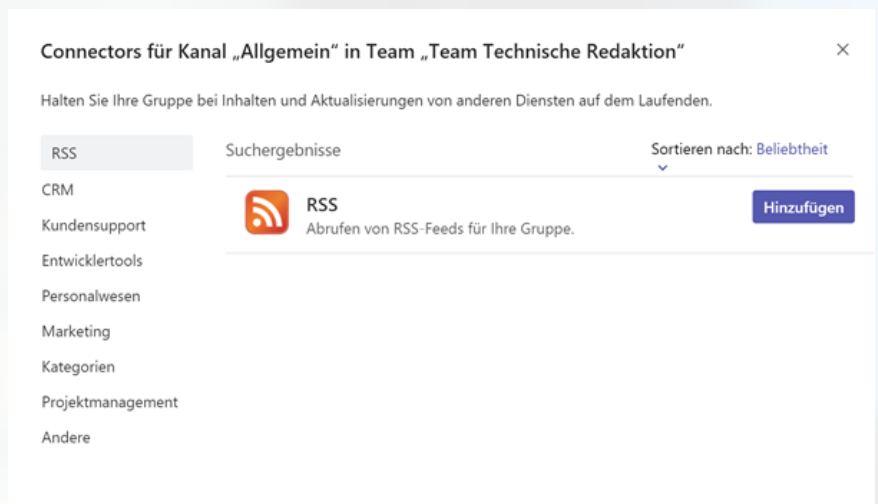 Connectors für Kanal „Allgemein“ in Team „Team Technische Redaktion“
Halten Sie Ihre Gruppe bei Inhalten und Aktualisierungen von anderen Diensten auf dem Laufenden.
RSS
CRM
Kundensupport
Entwicklertools
Personalwesen
Marketing
Kategorien
Projektmanagement
Andere
Suchergebnisse
Sortieren nach: Beliebtheit
RSS
Abrufen von RSS-Feeds für Ihre Gruppe.
Hinzufügen